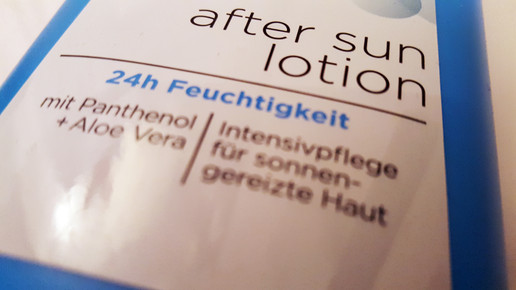 after sun
lotion
24h Feuchtigkeit
mit Panthenol
+ Aloe Vera
Intensivpflege
für sonnen-
gereizte Haut